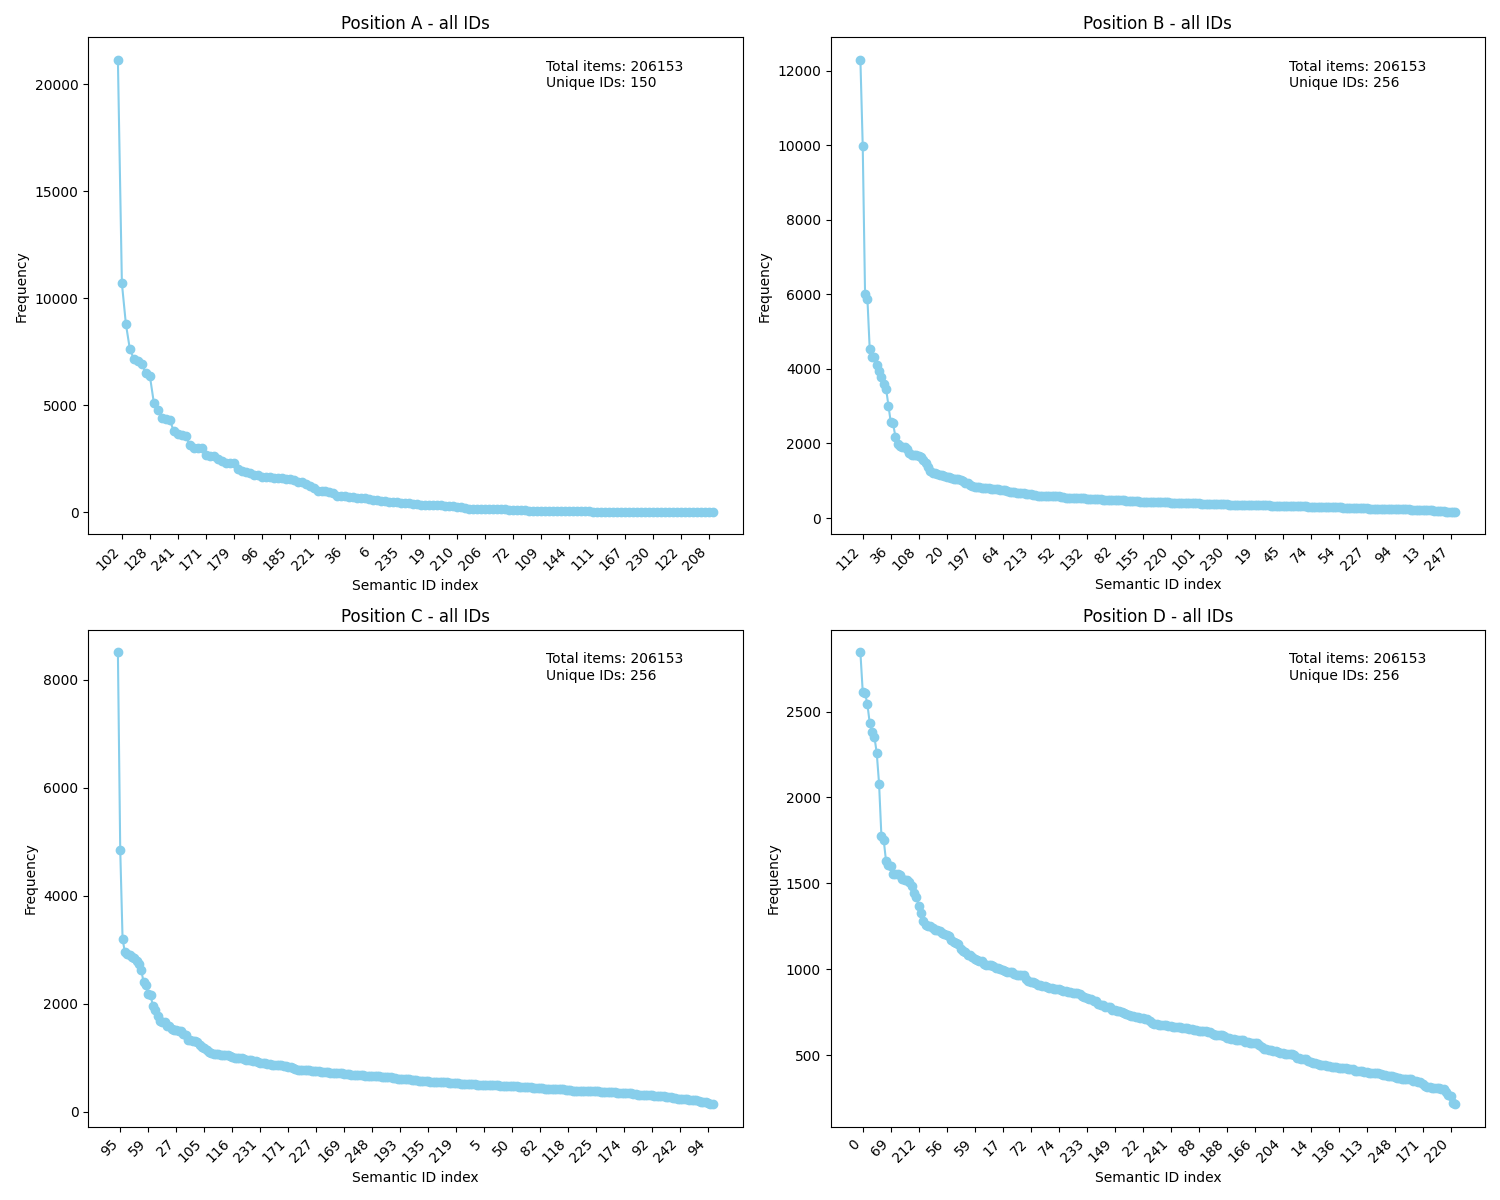 Position A - all IDs
Total items: 206153
Unique IDs: 150
Frequency
20000
15000
10000
5000
0
102 128 241 171 179 96 185 221 36 6 235 19 210 206 72 109 144 111 167 230 122 208
Semantic ID index
Position B - all IDs
Total items: 206153
Unique IDs: 256
Frequency
12000
10000
8000
6000
4000
2000
0
112 36 108 20 197 64 213 52 132 82 155 220 101 230 19 45 74 54 227 94 13 247
Semantic ID index
Position C - all IDs
Total items: 206153
Unique IDs: 256
Frequency
8000
6000
4000
2000
0
95 59 27 105 116 231 171 227 169 248 193 135 219 5 50 82 118 225 174 92 242 94
Semantic ID index
Position D - all IDs
Total items: 206153
Unique IDs: 256
Frequency
2500
2000
1500
1000
500
0 69 212 56 59 17 72 74 233 149 22 241 88 188 166 204 14 136 113 248 171 220
Semantic ID index